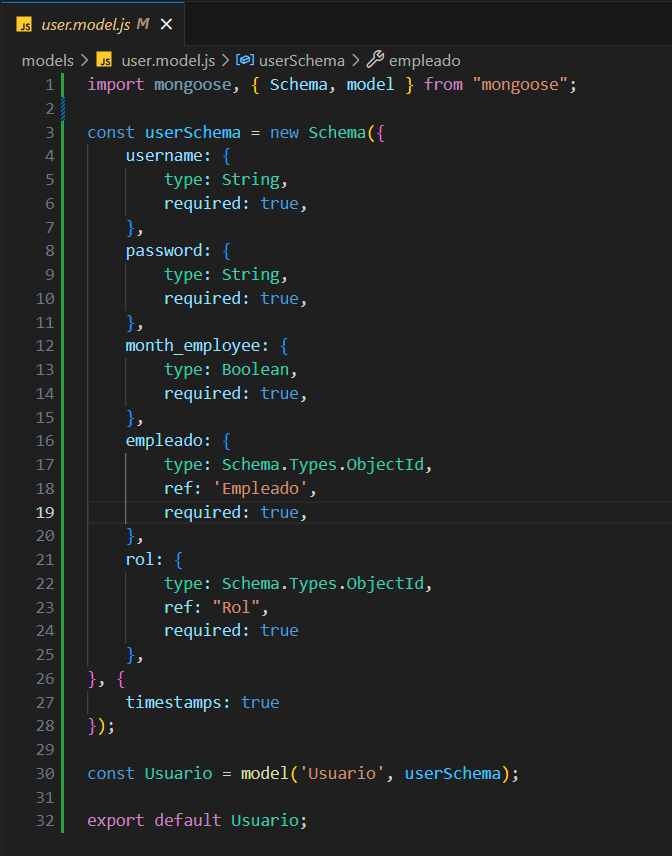 JS user.model.js M ×
models > JS user.model.js > userSchema > empleado
1 import mongoose, { Schema, model } from "mongoose";
2
3 const userSchema = new Schema({
4     username: {
5         type: String,
6         required: true,
7     },
8     password: {
9         type: String,
10         required: true,
11     },
12     month_employee: {
13         type: Boolean,
14         required: true,
15     },
16     empleado: {
17         type: Schema.Types.ObjectId,
18         ref: 'Empleado',
19         required: true,
20     },
21     rol: {
22         type: Schema.Types.ObjectId,
23         ref: "Rol",
24         required: true
25     },
26 }, {
27     timestamps: true
28 });
29
30 const Usuario = model('Usuario', userSchema);
31
32 export default Usuario;